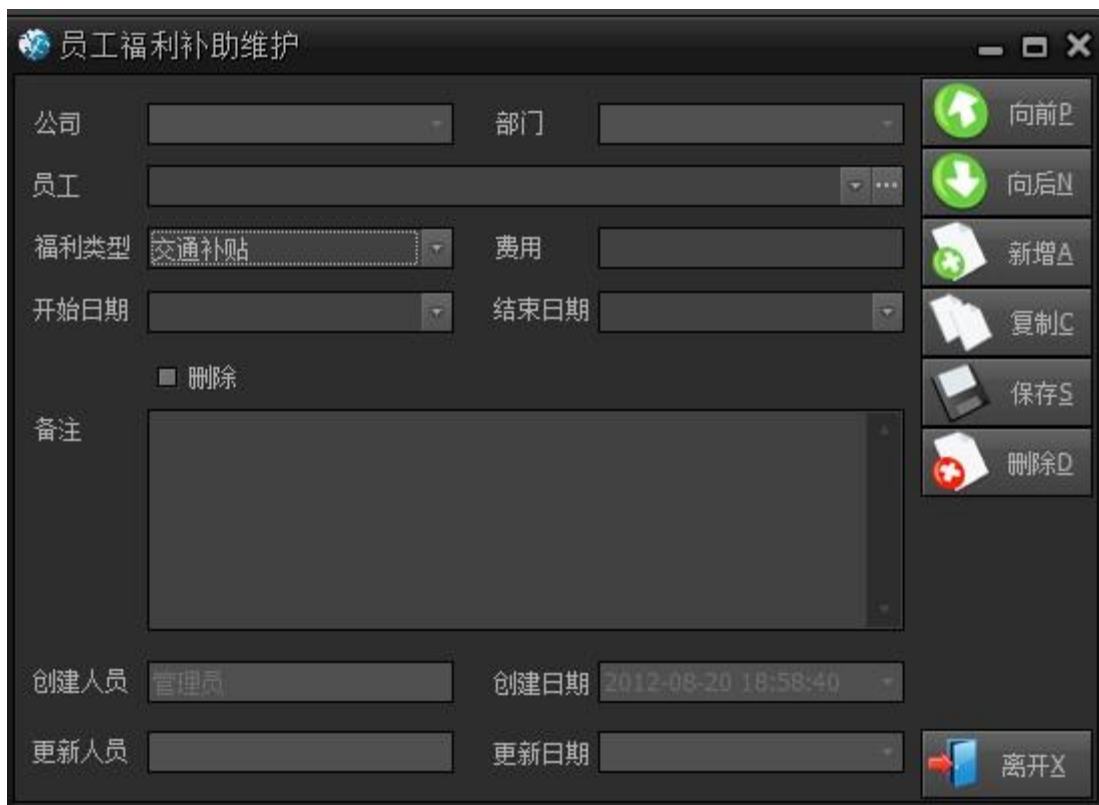 员工福利补助维护
公司 部门
员工
福利类型 交通补贴 费用
开始日期 结束日期
删除
备注
创建人员 管理员 创建日期 2012-08-20 18:58:40
更新人员 更新日期
向前P
向后N
新增A
复制C
保存S
删除D
离开X